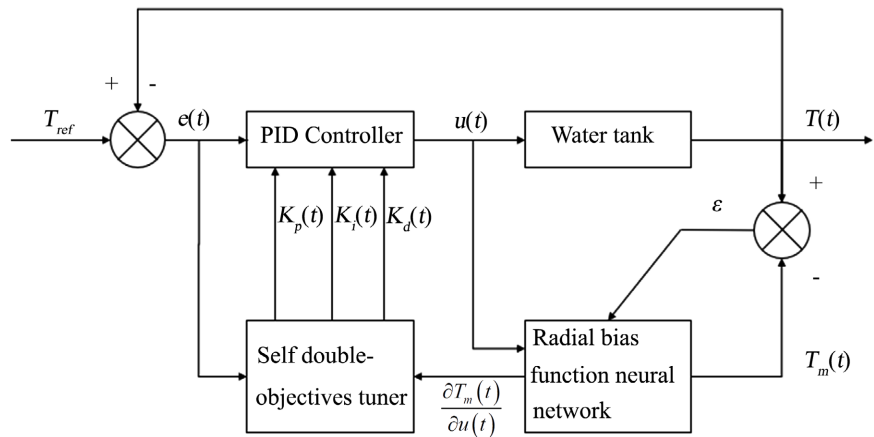 + -
T_ref
e(t)
PID Controller
u(t)
Water tank
T(t)
+
K_p(t)
K_i(t)
K_d(t)
ε
-
Self double-
objectives tuner
Radial bias
function neural
network
T_m(t)
∂T_m(t)
∂u(t)